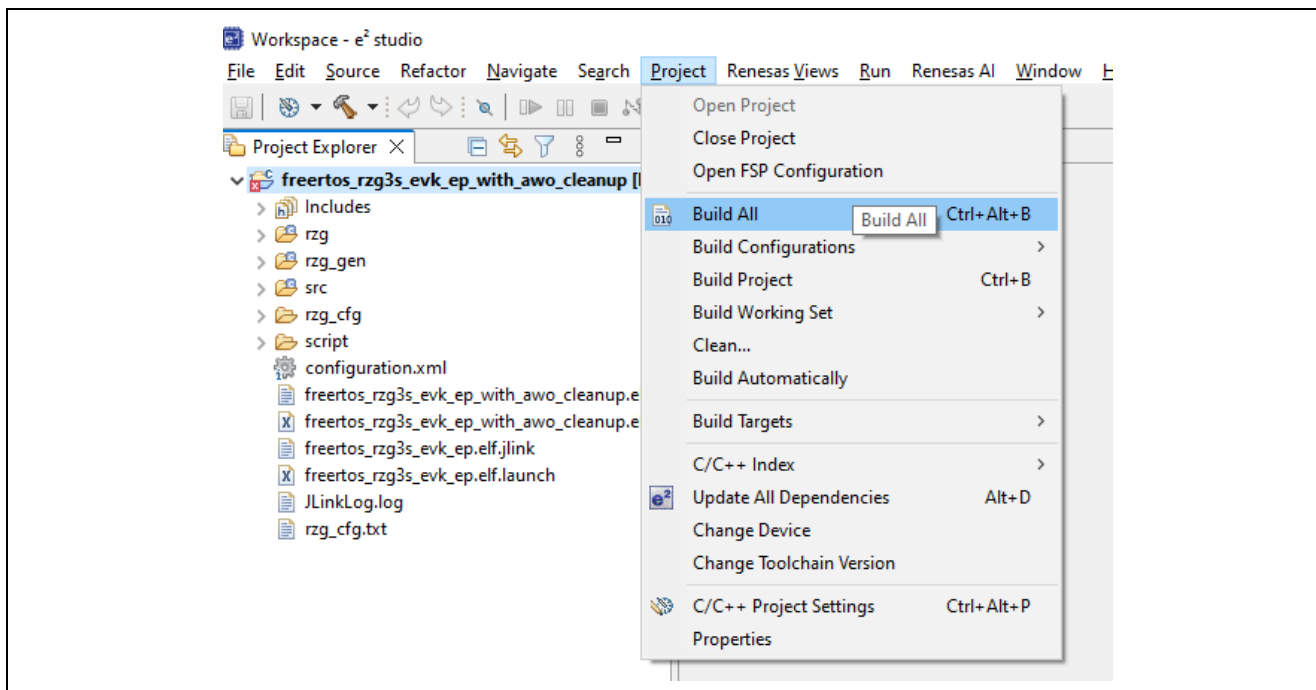 Workspace - e² studio
File Edit Source Refactor Navigate Search Project Renesas Views Run Renesas AI Window H
Project Explorer
freertos_rzg3s_evk_ep_with_awo_cleanup [
Includes
rzg
rzg_gen
src
rzg_cfg
script
configuration.xml
freertos_rzg3s_evk_ep_with_awo_cleanup.e
freertos_rzg3s_evk_ep_with_awo_cleanup.e
freertos_rzg3s_evk_ep.elf.jlink
freertos_rzg3s_evk_ep.elf.launch
JLinkLog.log
rzg_cfg.txt
Open Project
Close Project
Open FSP Configuration
010 Build All Build All Ctrl+Alt+B
Build Configurations
Build Project Ctrl+B
Build Working Set
Clean...
Build Automatically
Build Targets
C/C++ Index
e² Update All Dependencies Alt+D
Change Device
Change Toolchain Version
C/C++ Project Settings Ctrl+Alt+P
Properties